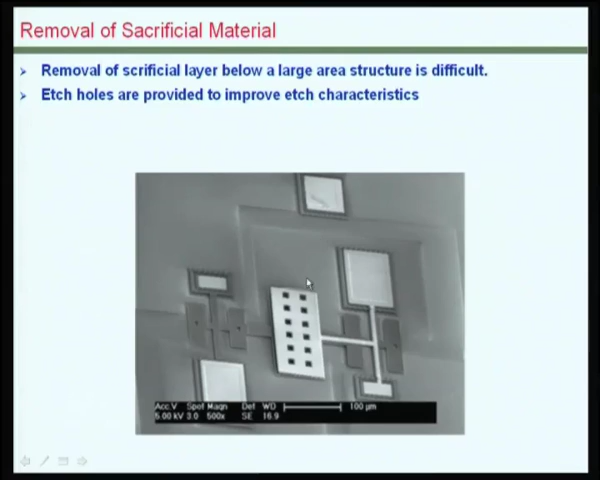 Removal of Sacrificial Material
Removal of scrificial layer below a large area structure is difficult.
Etch holes are provided to improve etch characteristics
Acc.V Spot Magn Det WD 100 µm
5.00 kV 3.0 500x SE 16.9